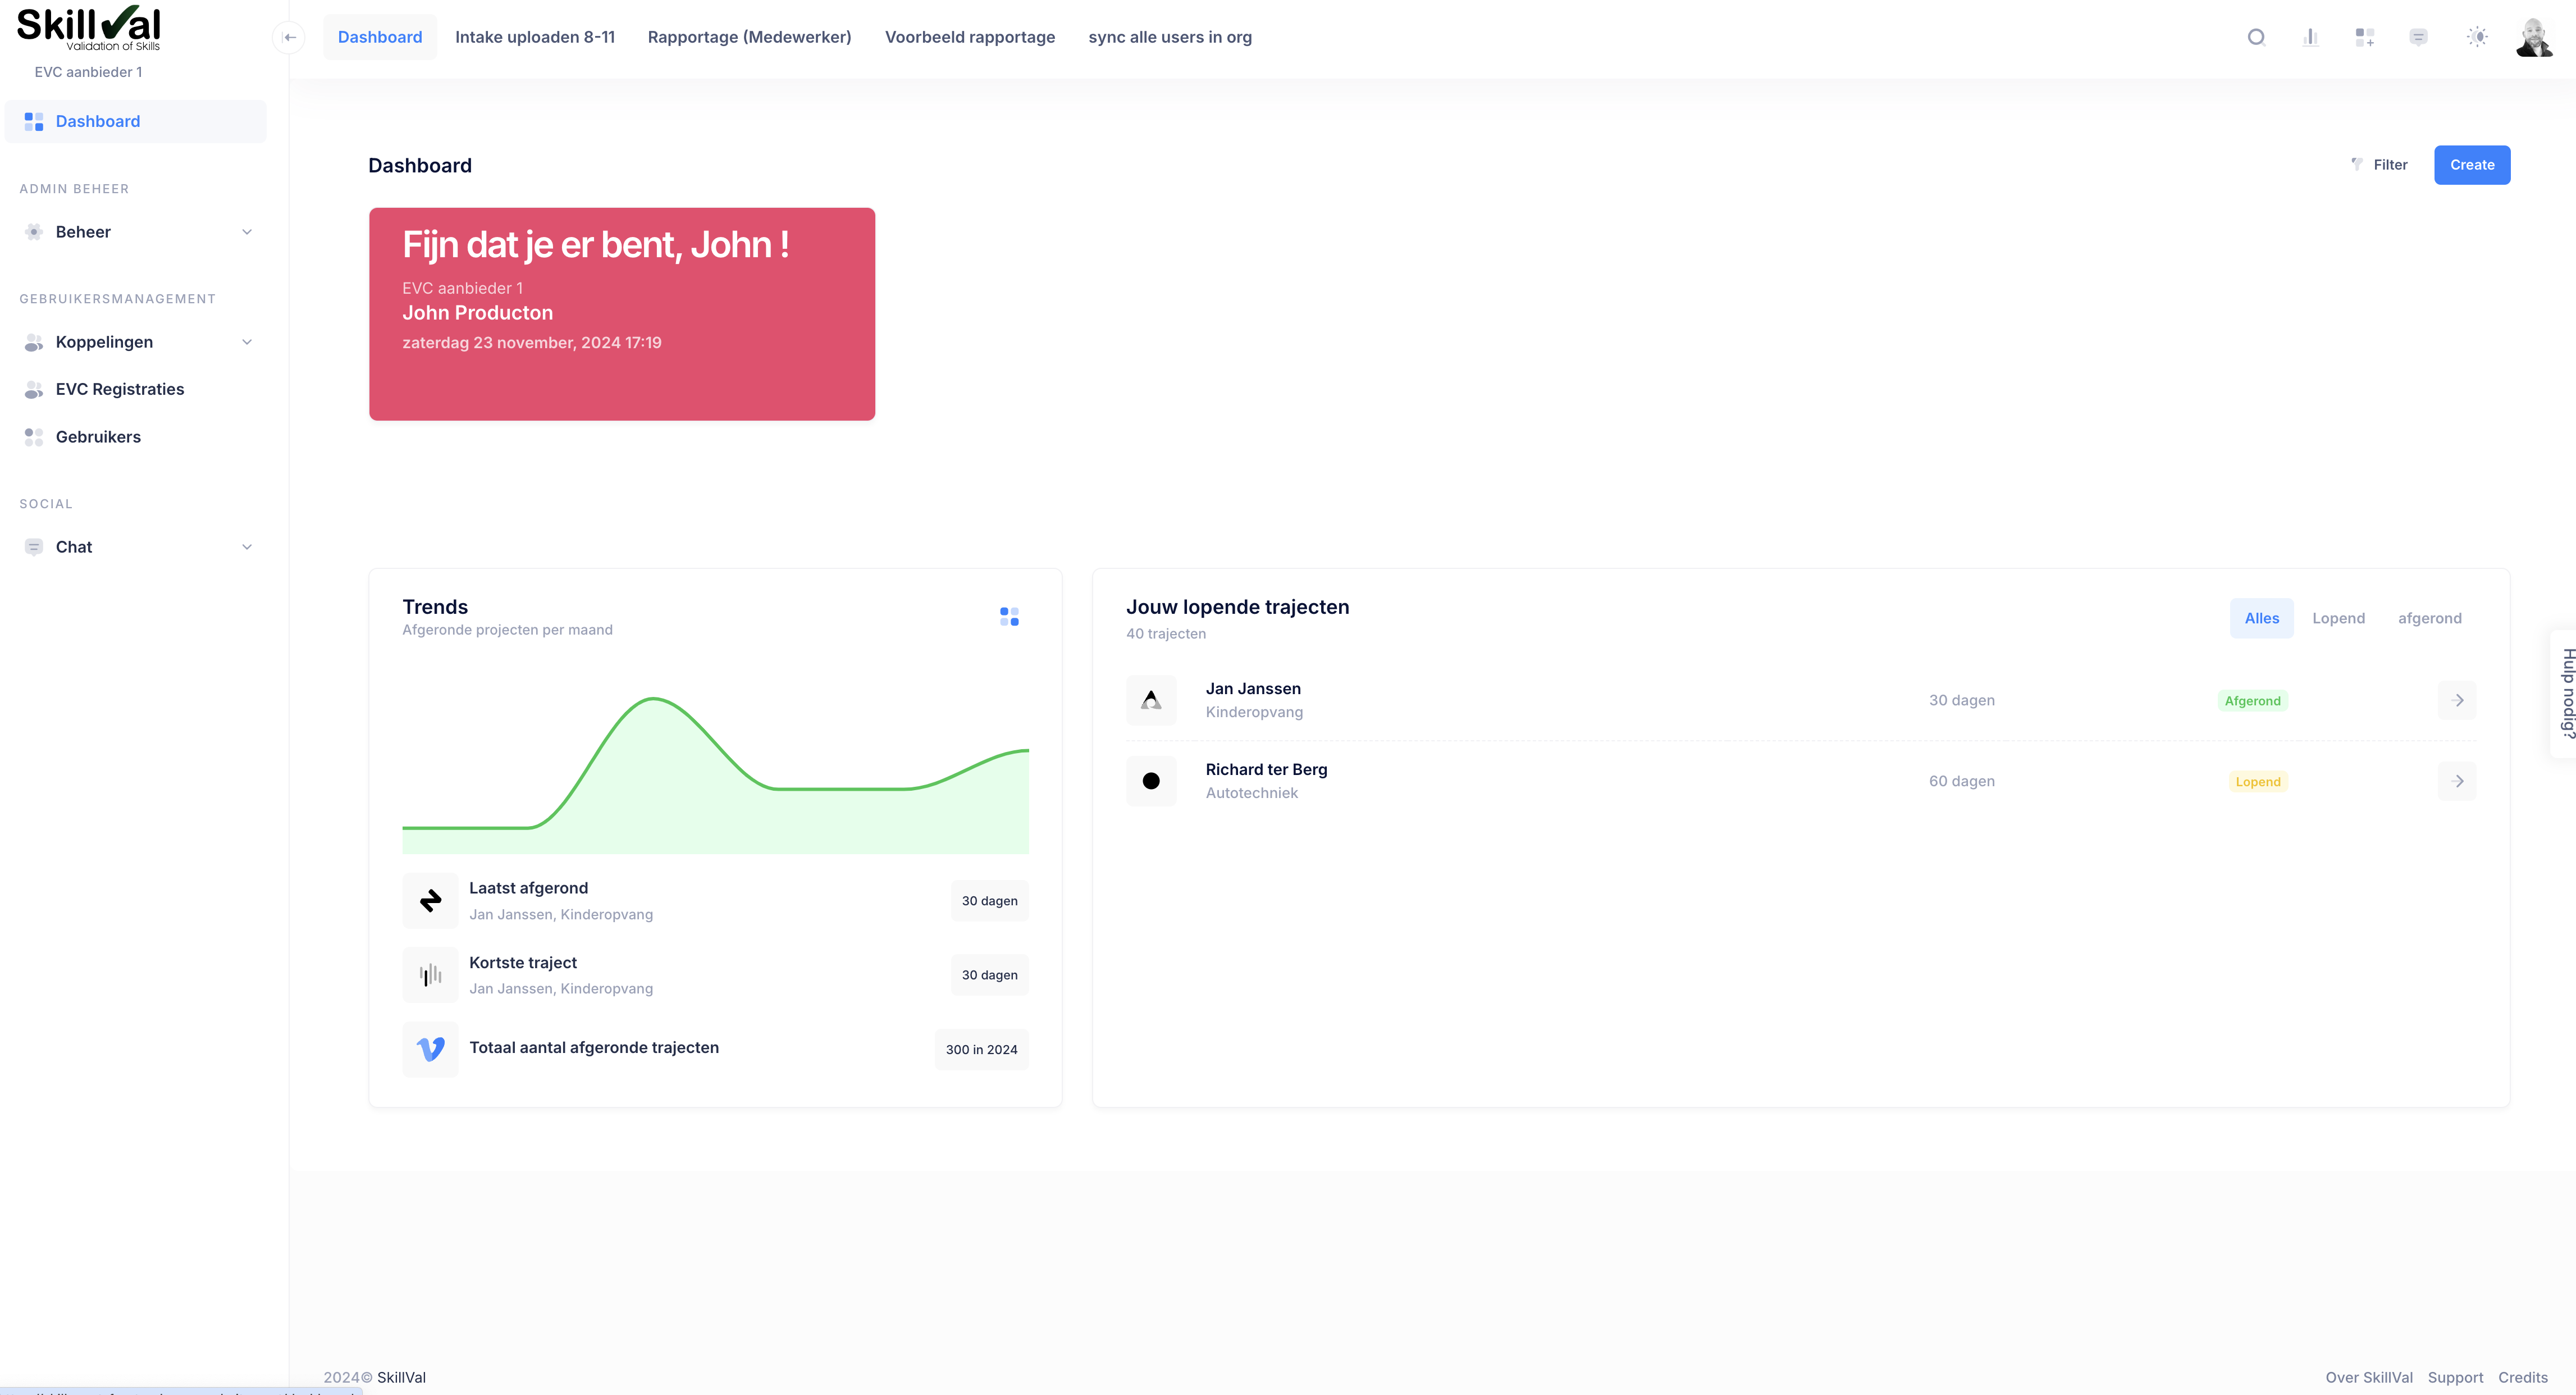 SkillVal
Validation of Skills
EVC aanbieder 1
Dashboard
ADMIN BEHEER
Beheer
GEBRUIKERSMANAGEMENT
Koppelingen
EVC Registraties
Gebruikers
SOCIAL
Chat
Dashboard
Intake uploaden 8-11
Rapportage (Medewerker)
Voorbeeld rapportage
sync alle users in org
Dashboard
Filter
Create
Fijn dat je er bent, John !
EVC aanbieder 1
John Producton
zaterdag 23 november, 2024 17:19
Trends
Afgeronde projecten per maand
Laatst afgerond
Jan Janssen, Kinderopvang
30 dagen
Kortste traject
Jan Janssen, Kinderopvang
30 dagen
Totaal aantal afgeronde trajecten
300 in 2024
Jouw lopende trajecten
40 trajecten
Alles
Lopend
afgerond
Jan Janssen
Kinderopvang
30 dagen
Afgerond
Richard ter Berg
Autotechniek
60 dagen
Lopend
Hulp nodig?
2024© SkillVal
Over SkillVal
Support
Credits